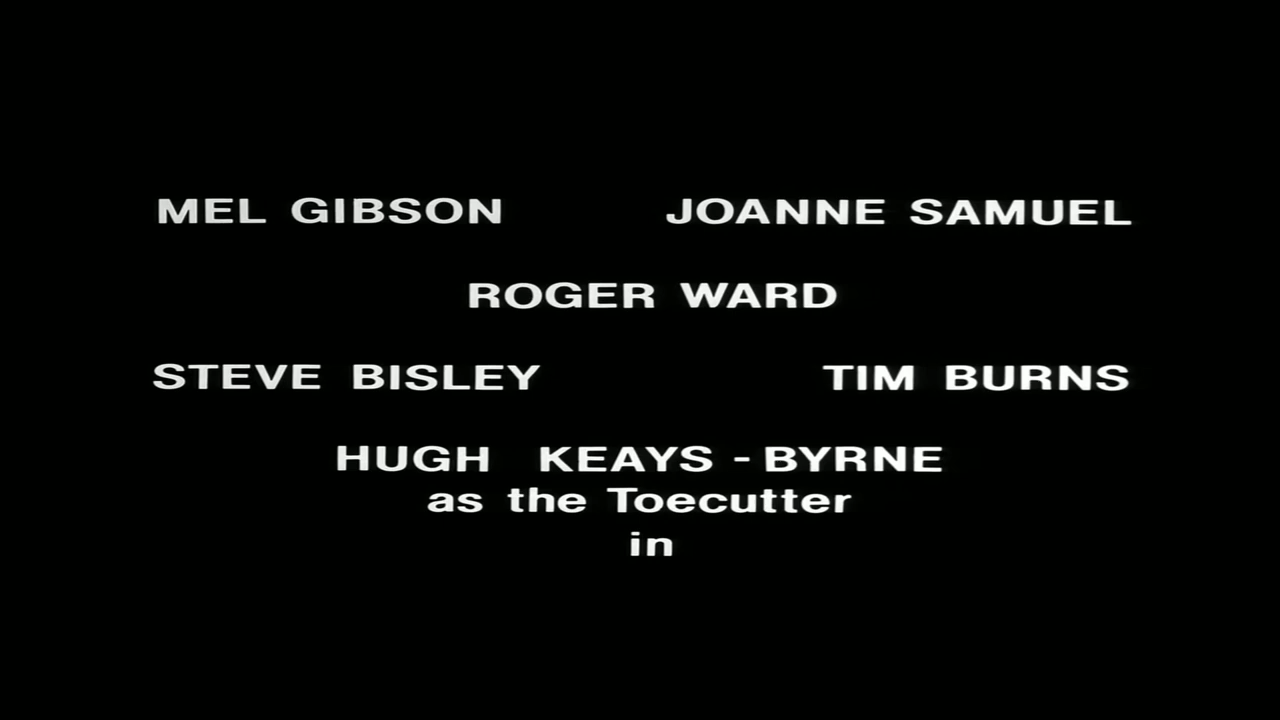 MEL GIBSON JOANNE SAMUEL
ROGER WARD
STEVE BISLEY TIM BURNS
HUGH KEAYS - BYRNE
as the Toecutter
in